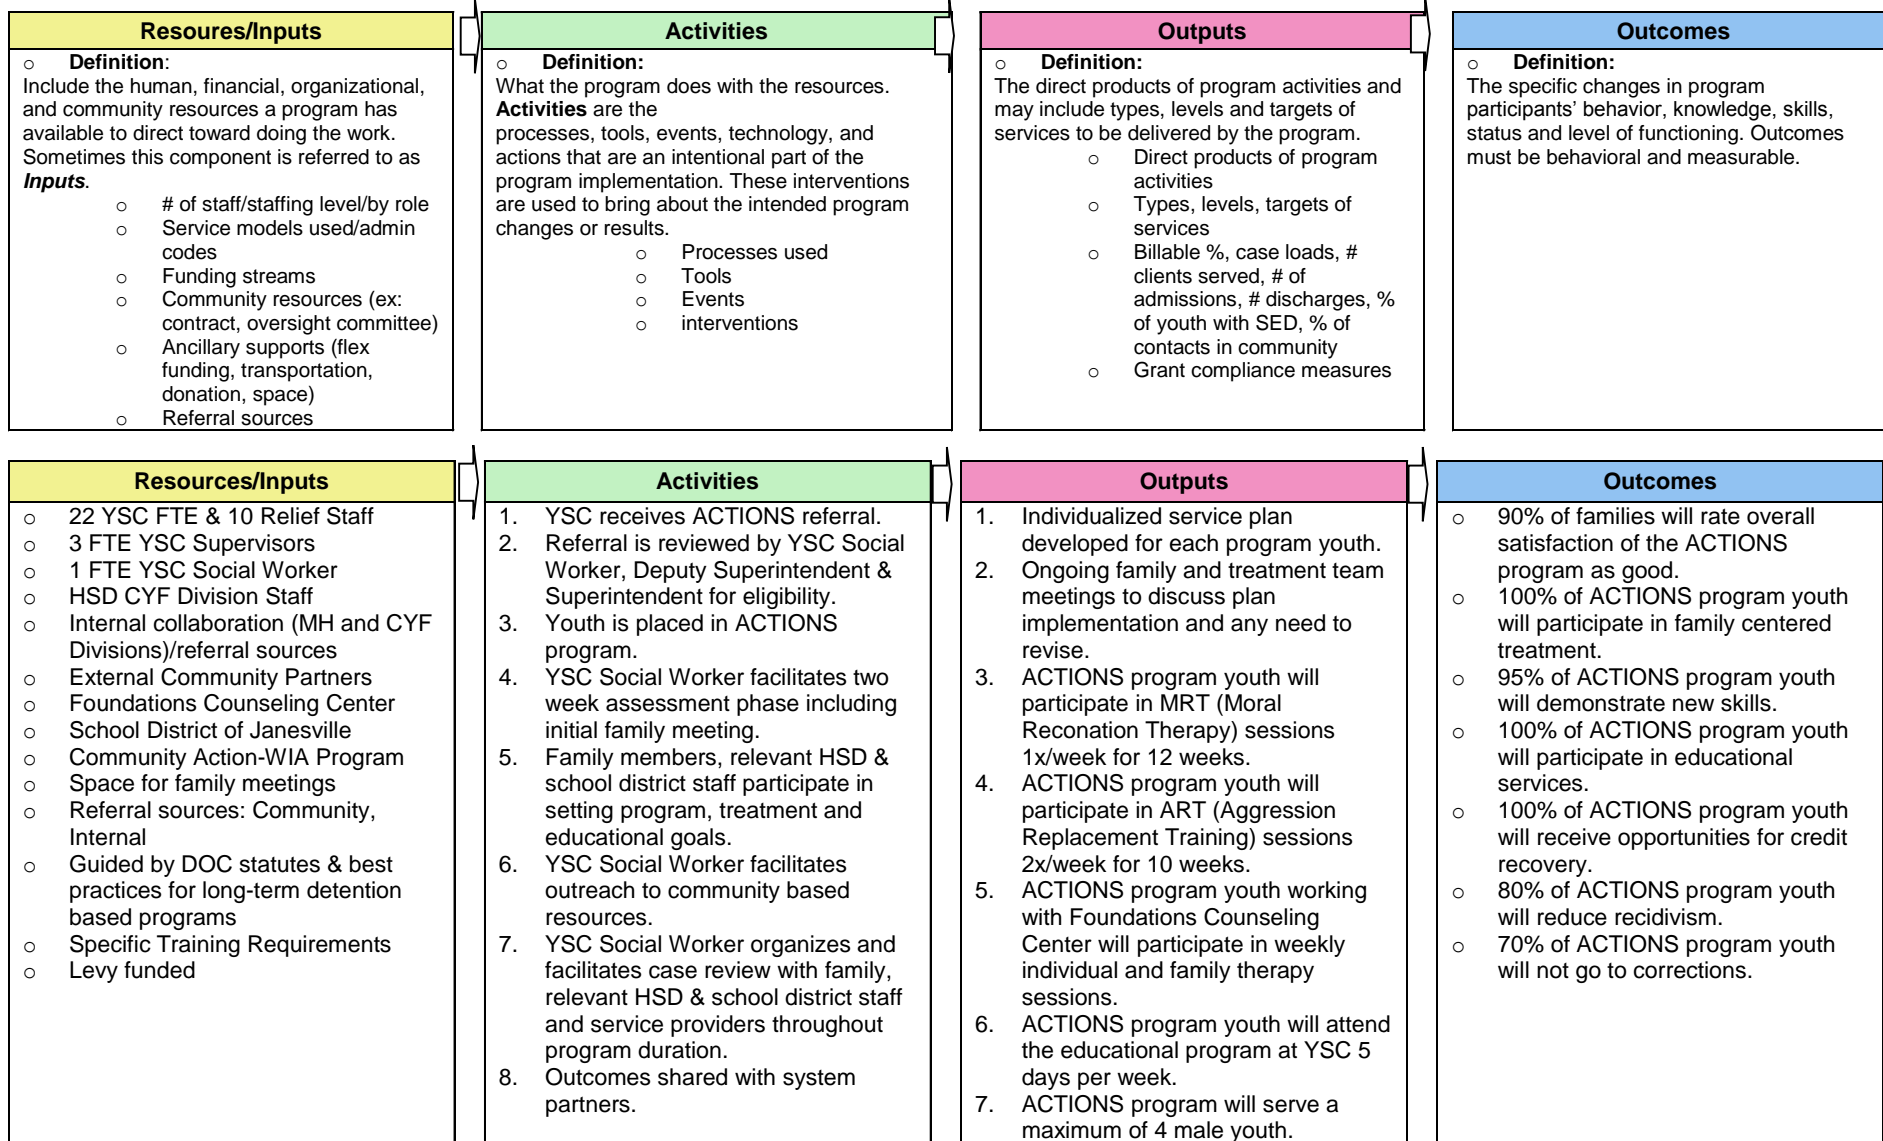 Resoures/Inputs
o Definition:
Include the human, financial, organizational,
and community resources a program has
available to direct toward doing the work.
Sometimes this component is referred to as
Inputs.
o # of staff/staffing level/by role
o Service models used/admin
codes
o Funding streams
o Community resources (ex:
contract, oversight committee)
o Ancillary supports (flex
funding, transportation,
donation, space)
o Referral sources
Activities
o Definition:
What the program does with the resources.
Activities are the
processes, tools, events, technology, and
actions that are an intentional part of the
program implementation. These interventions
are used to bring about the intended program
changes or results.
o Processes used
o Tools
o Events
o interventions
Outputs
o Definition:
The direct products of program activities and
may include types, levels and targets of
services to be delivered by the program.
o Direct products of program
activities
o Types, levels, targets of
services
o Billable %, case loads, #
clients served, # of
admissions, # discharges, %
of youth with SED, % of
contacts in community
o Grant compliance measures
Outcomes
o Definition:
The specific changes in program
participants’ behavior, knowledge, skills,
status and level of functioning. Outcomes
must be behavioral and measurable.
Resources/Inputs
o 22 YSC FTE & 10 Relief Staff
o 3 FTE YSC Supervisors
o 1 FTE YSC Social Worker
o HSD CYF Division Staff
o Internal collaboration (MH and CYF
Divisions)/referral sources
o External Community Partners
o Foundations Counseling Center
o School District of Janesville
o Community Action-WIA Program
o Space for family meetings
o Referral sources: Community,
Internal
o Guided by DOC statutes & best
practices for long-term detention
based programs
o Specific Training Requirements
o Levy funded
Activities
1. YSC receives ACTIONS referral.
2. Referral is reviewed by YSC Social
Worker, Deputy Superintendent &
Superintendent for eligibility.
3. Youth is placed in ACTIONS
program.
4. YSC Social Worker facilitates two
week assessment phase including
initial family meeting.
5. Family members, relevant HSD &
school district staff participate in
setting program, treatment and
educational goals.
6. YSC Social Worker facilitates
outreach to community based
resources.
7. YSC Social Worker organizes and
facilitates case review with family,
relevant HSD & school district staff
and service providers throughout
program duration.
8. Outcomes shared with system
partners.
Outputs
1. Individualized service plan
developed for each program youth.
2. Ongoing family and treatment team
meetings to discuss plan
implementation and any need to
revise.
3. ACTIONS program youth will
participate in MRT (Moral
Reconation Therapy) sessions
1x/week for 12 weeks.
4. ACTIONS program youth will
participate in ART (Aggression
Replacement Training) sessions
2x/week for 10 weeks.
5. ACTIONS program youth working
with Foundations Counseling
Center will participate in weekly
individual and family therapy
sessions.
6. ACTIONS program youth will attend
the educational program at YSC 5
days per week.
7. ACTIONS program will serve a
maximum of 4 male youth.
Outcomes
o 90% of families will rate overall
satisfaction of the ACTIONS
program as good.
o 100% of ACTIONS program youth
will participate in family centered
treatment.
o 95% of ACTIONS program youth
will demonstrate new skills.
o 100% of ACTIONS program youth
will participate in educational
services.
o 100% of ACTIONS program youth
will receive opportunities for credit
recovery.
o 80% of ACTIONS program youth
will reduce recidivism.
o 70% of ACTIONS program youth
will not go to corrections.